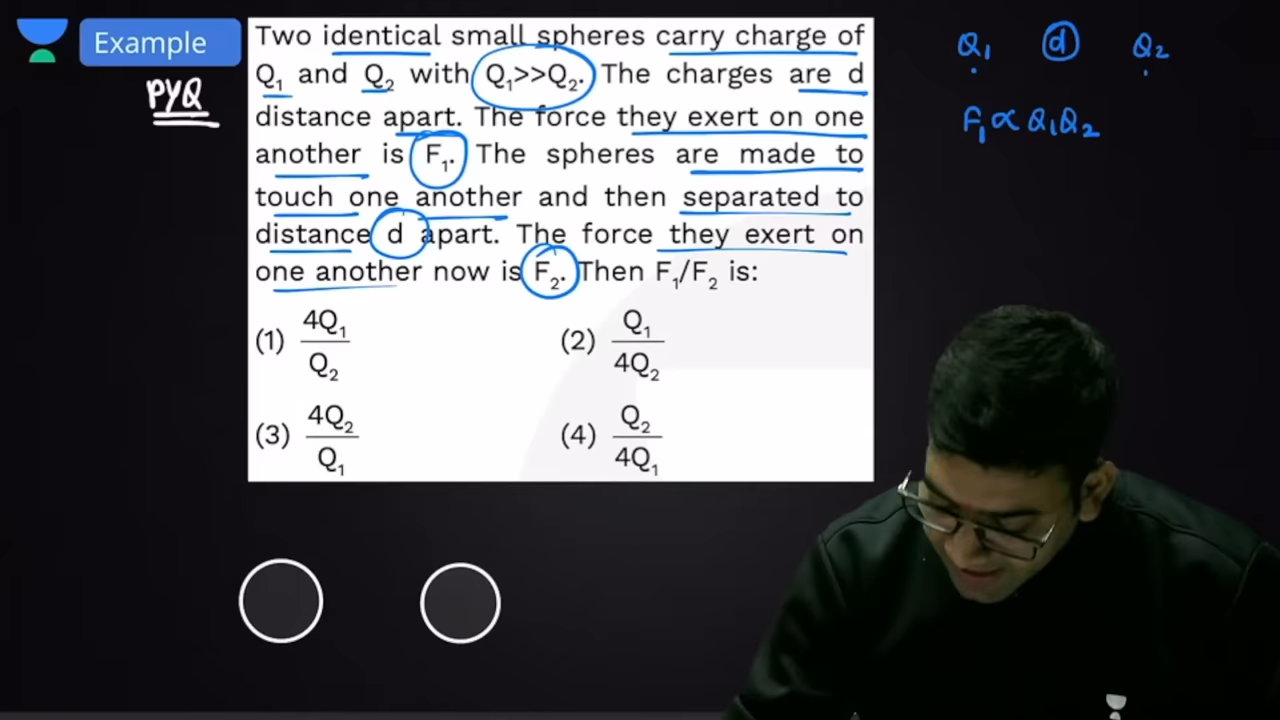 Example
PYQ
Two identical small spheres carry charge of
Q₁ and Q₂ with Q₁>>Q₂. The charges are d
distance apart. The force they exert on one
another is F₁. The spheres are made to
touch one another and then separated to
distance d apart. The force they exert on
one another now is F₂. Then F₁/F₂ is:
(1) 4Q₁/Q₂ (2) Q₁/4Q₂
(3) 4Q₂/Q₁ (4) Q₂/4Q₁
Q₁ d Q₂
F₁ ∝ Q₁Q₂